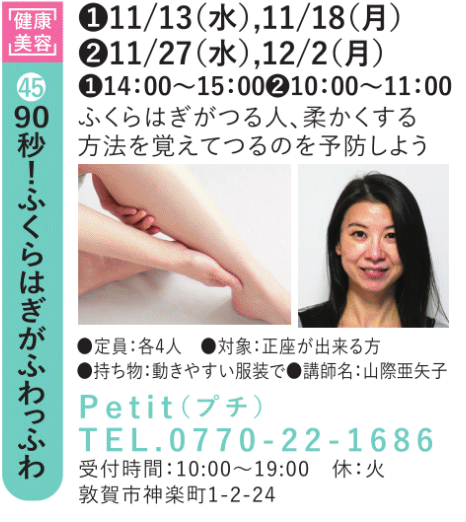 健康
美容
45
90秒!ふくらはぎがふわっふわ
❶11/13(水),11/18(月)
❷11/27(水),12/2(月)
❶14:00〜15:00❷10:00〜11:00
ふくらはぎがつる人、柔かくする
方法を覚えてつるのを予防しよう
●定員:各4人 ●対象:正座が出来る方
●持ち物:動きやすい服装で●講師名:山際亜矢子
Petit(プチ)
TEL.0770-22-1686
受付時間:10:00〜19:00 休:火
敦賀市神楽町1-2-24